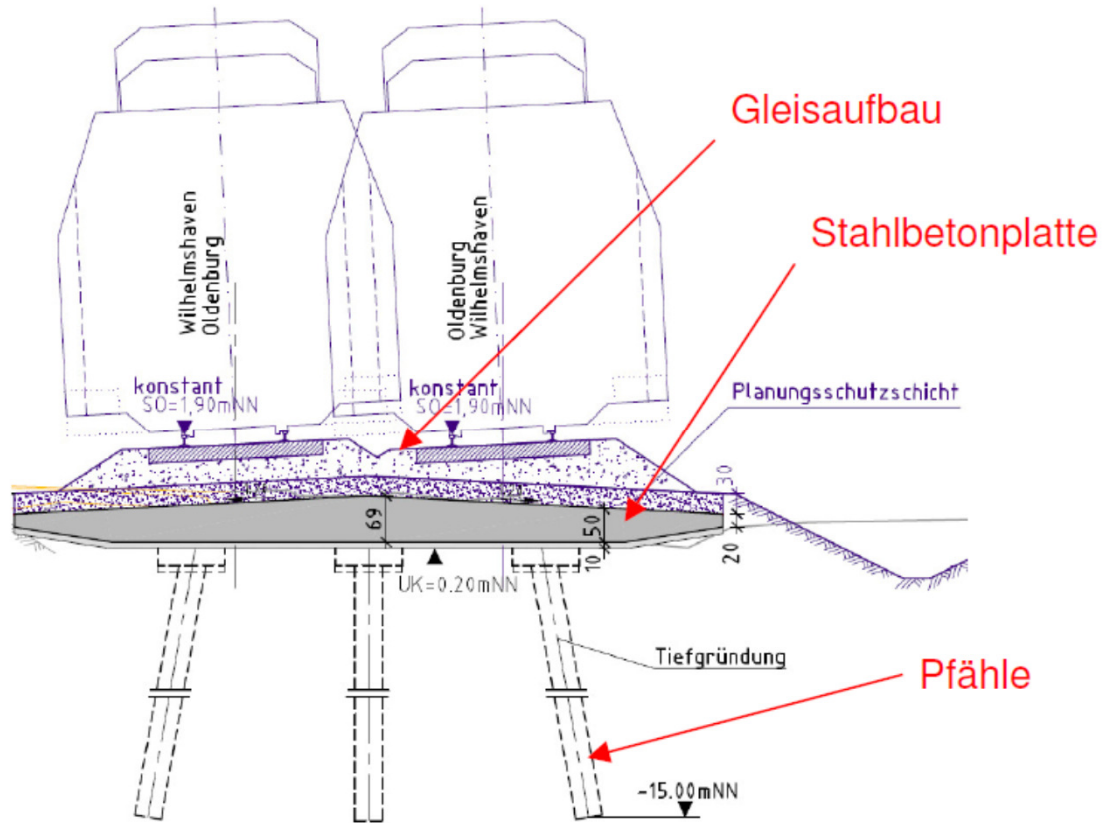 Gleisaufbau
Stahlbetonplatte
Wilhelmshaven
Oldenburg
Oldenburg
Wilhelmshaven
konstant
SO=1,90mNN
konstant
SO=1,90mNN
Planungsschutzschicht
30
69
50
20
10
UK=0.20mNN
Tiefgründung
Pfähle
-15.00mNN